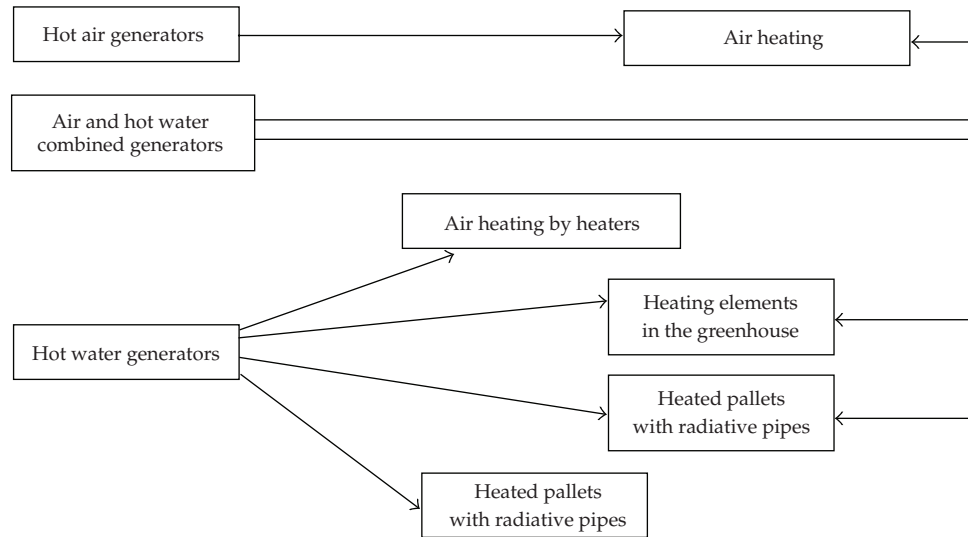 Hot air generators
Air heating
Air and hot water
combined generators
Air heating by heaters
Heating elements
in the greenhouse
Hot water generators
Heated pallets
with radiative pipes
Heated pallets
with radiative pipes